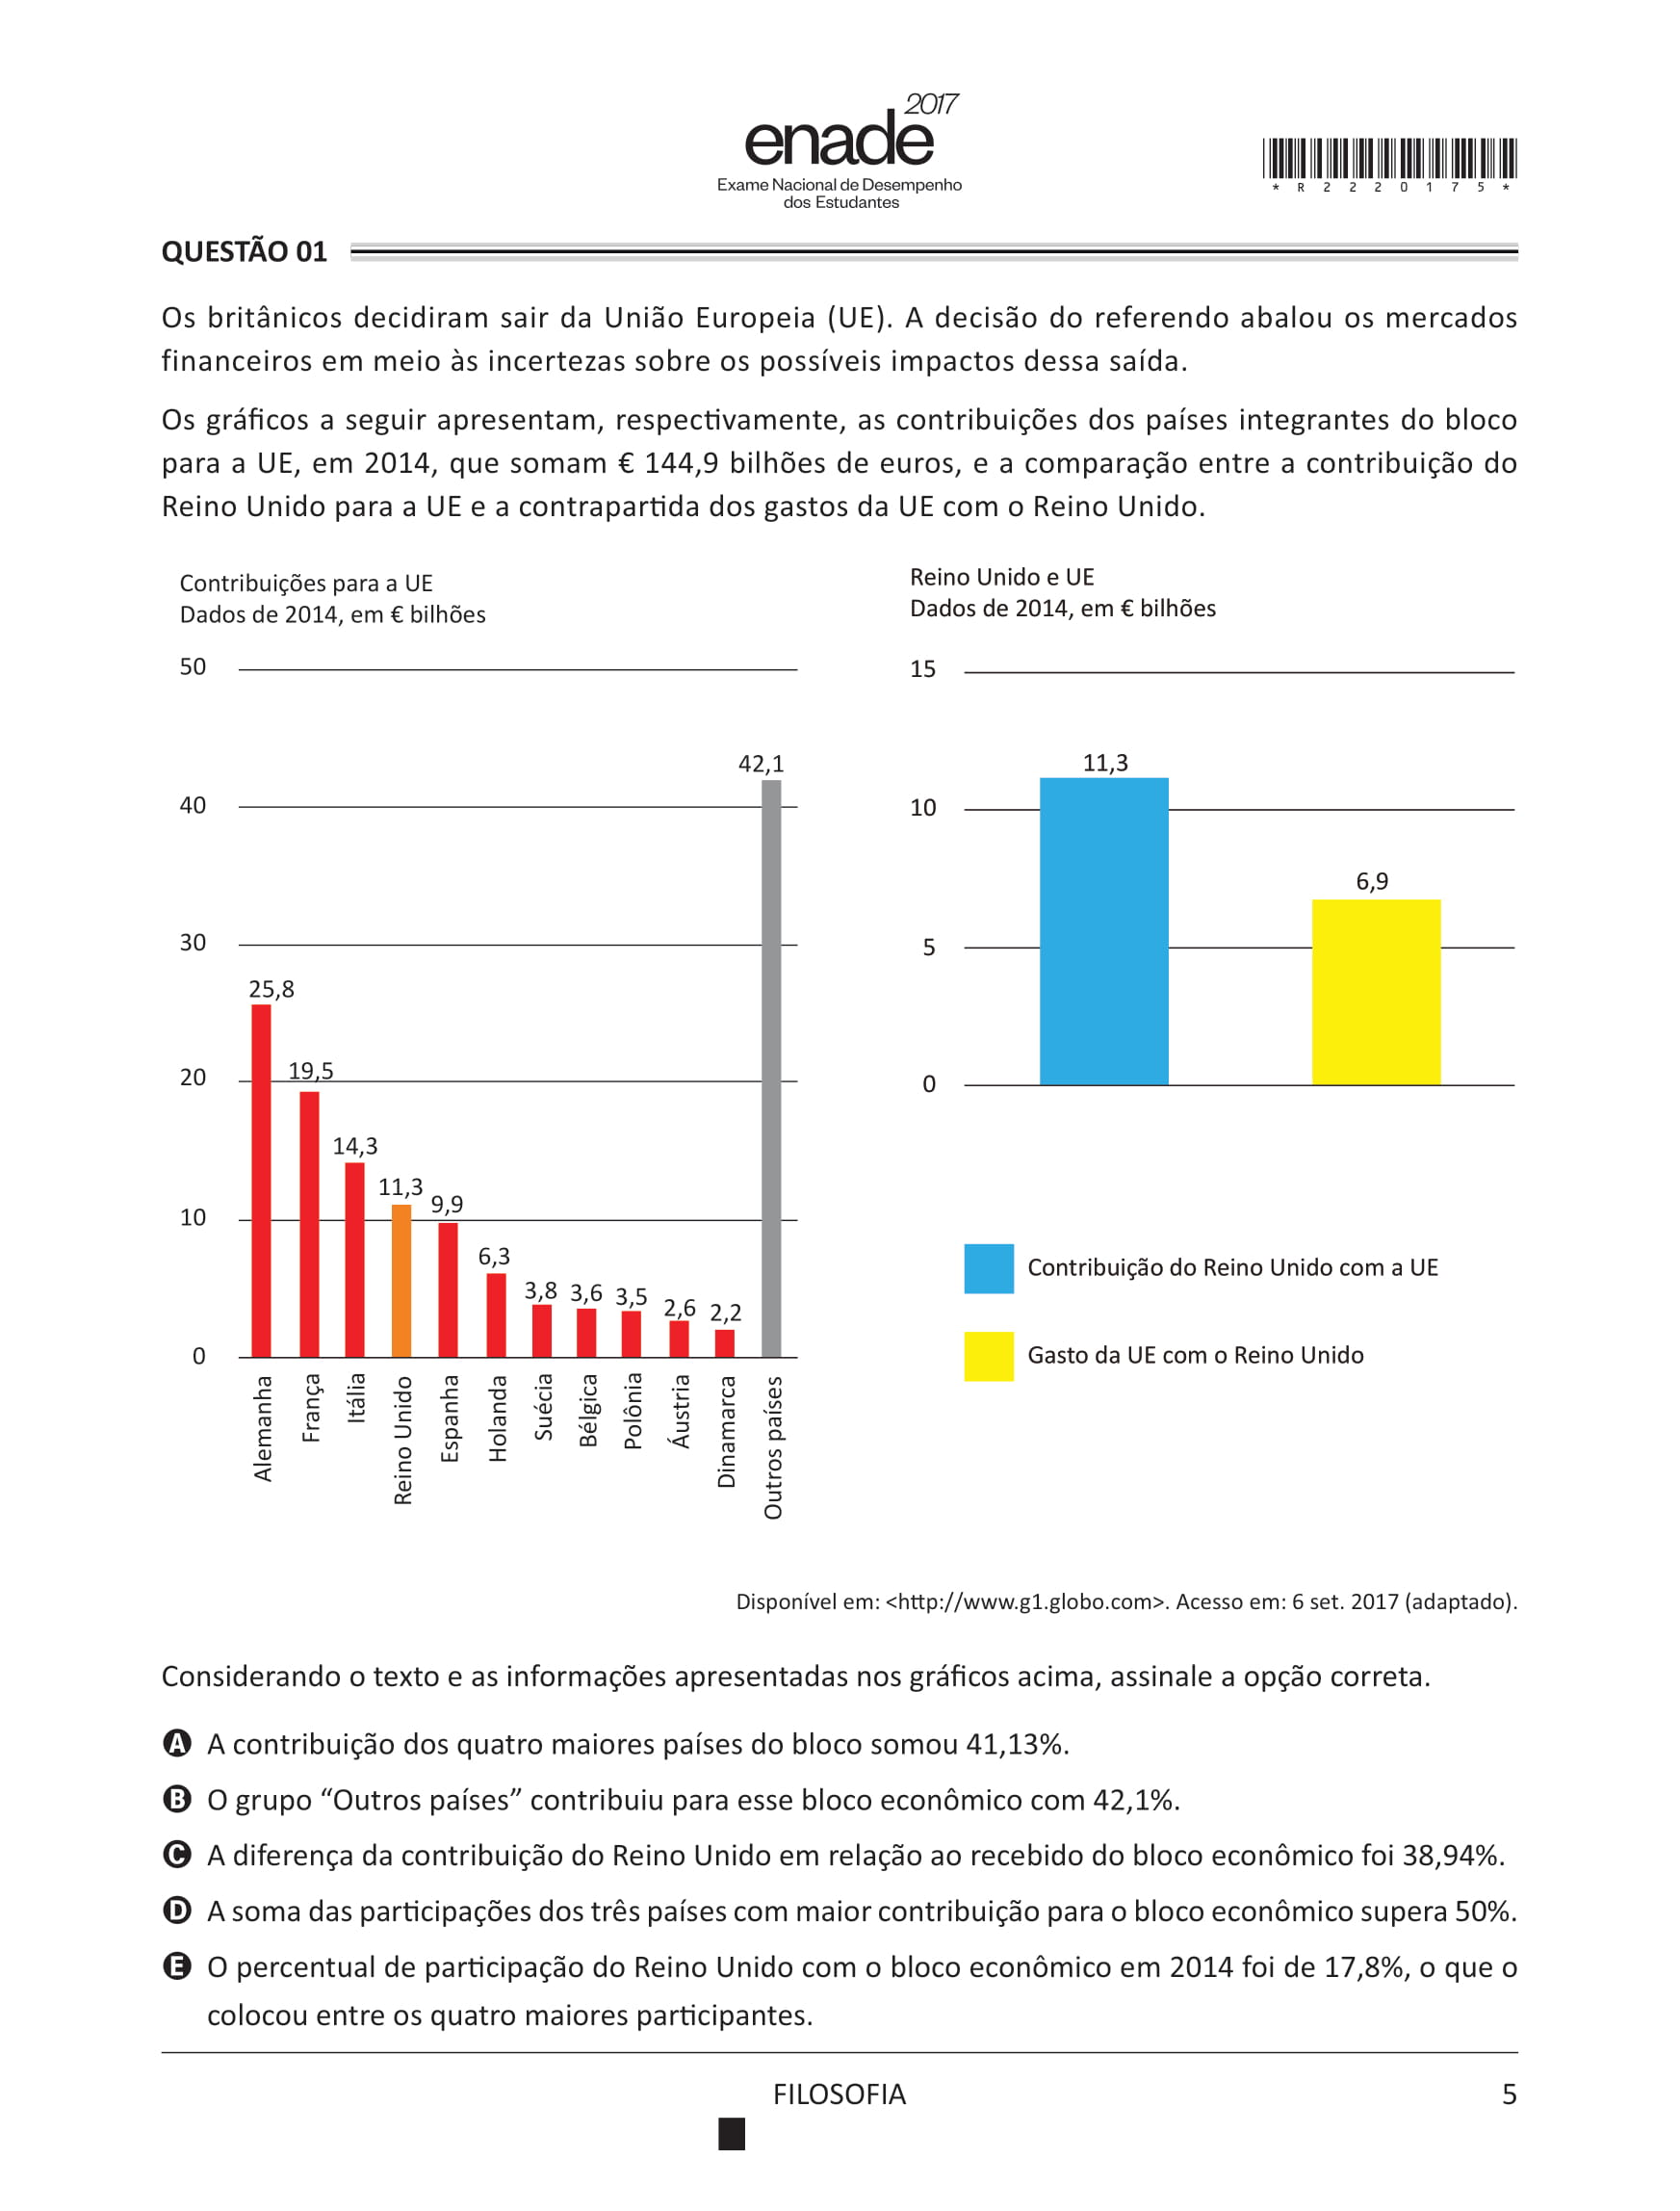 2017
enade
Exame Nacional de Desempenho
dos Estudantes
* R 2 2 2 0 1 7 5 *
QUESTÃO 01
Os britânicos decidiram sair da União Europeia (UE). A decisão do referendo abalou os mercados
financeiros em meio às incertezas sobre os possíveis impactos dessa saída.
Os gráficos a seguir apresentam, respectivamente, as contribuições dos países integrantes do bloco
para a UE, em 2014, que somam € 144,9 bilhões de euros, e a comparação entre a contribuição do
Reino Unido para a UE e a contrapartida dos gastos da UE com o Reino Unido.
Contribuições para a UE
Dados de 2014, em € bilhões
50
42,1
40
30
25,8
20
19,5
14,3
11,3
9,9
10
6,3
3,8
3,6
3,5
2,6
2,2
0
Alemanha
França
Itália
Reino Unido
Espanha
Holanda
Suécia
Bélgica
Polônia
Áustria
Dinamarca
Outros países
Reino Unido e UE
Dados de 2014, em € bilhões
15
11,3
10
6,9
5
0
Contribuição do Reino Unido com a UE
Gasto da UE com o Reino Unido
Disponível em: <http://www.g1.globo.com>. Acesso em: 6 set. 2017 (adaptado).
Considerando o texto e as informações apresentadas nos gráficos acima, assinale a opção correta.
A A contribuição dos quatro maiores países do bloco somou 41,13%.
B O grupo “Outros países” contribuiu para esse bloco econômico com 42,1%.
C A diferença da contribuição do Reino Unido em relação ao recebido do bloco econômico foi 38,94%.
D A soma das participações dos três países com maior contribuição para o bloco econômico supera 50%.
E O percentual de participação do Reino Unido com o bloco econômico em 2014 foi de 17,8%, o que o
colocou entre os quatro maiores participantes.
FILOSOFIA
5